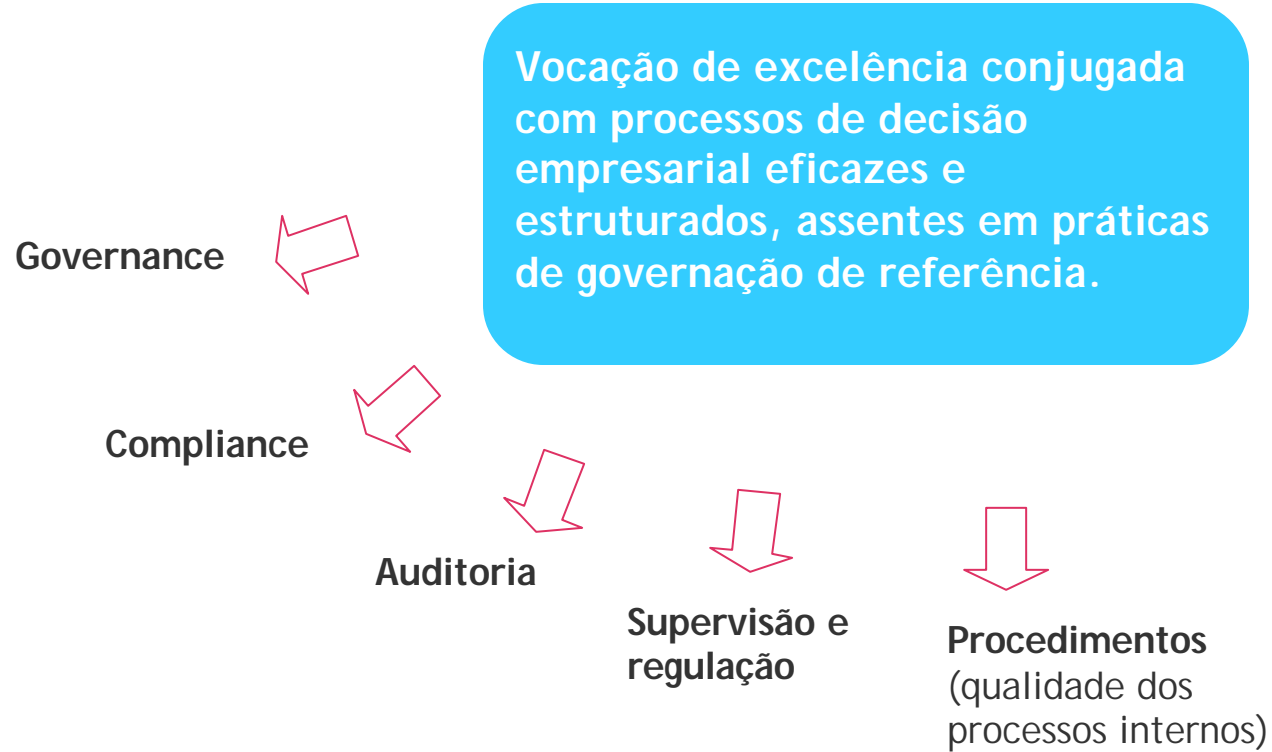 Vocação de excelência conjugada
com processos de decisão
empresarial eficazes e
estruturados, assentes em práticas
de governação de referência.
Governance
Compliance
Auditoria
Supervisão e
regulação
Procedimentos
(qualidade dos
processos internos)